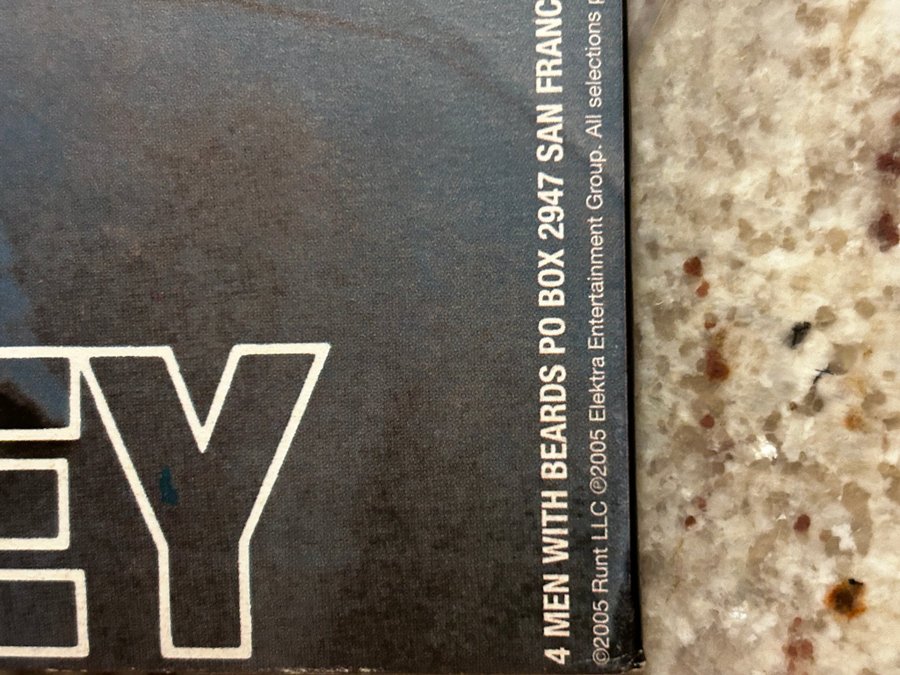 EY
4 MEN WITH BEARDS PO BOX 2947 SAN FRANC
©2005 Runt LLC ℗2005 Elektra Entertainment Group. All selections